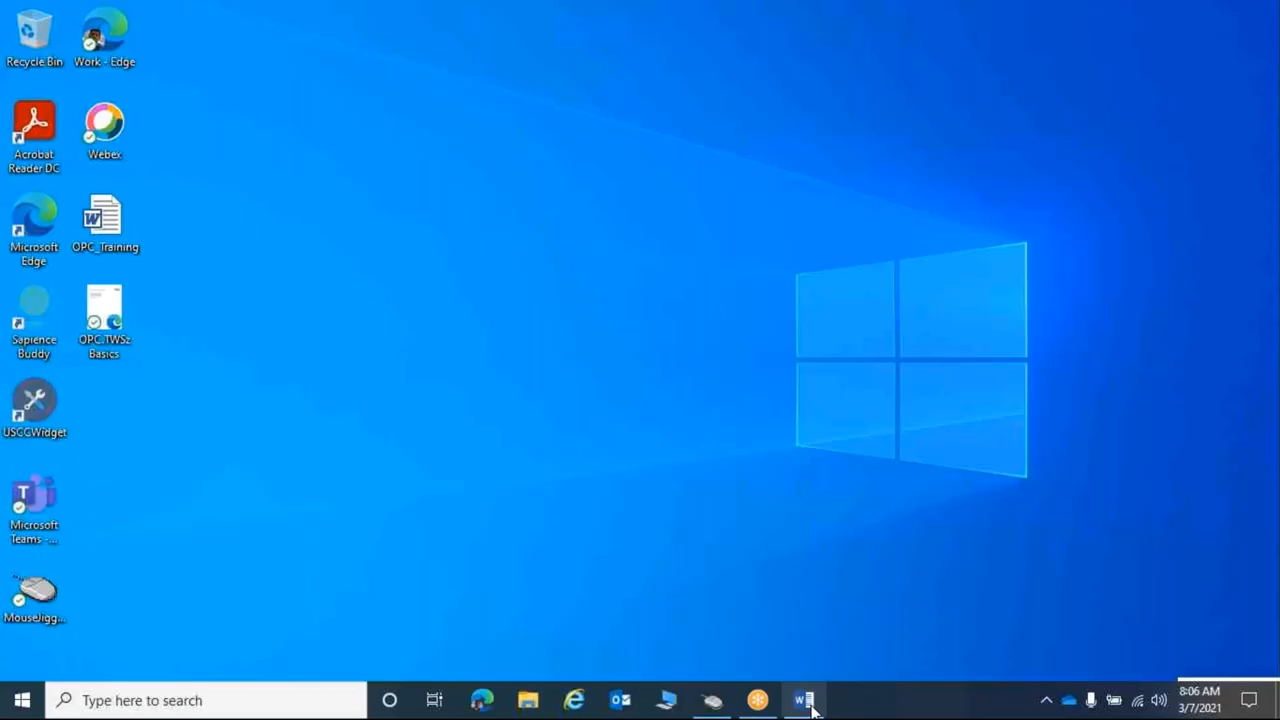 Recycle Bin
Work - Edge
Acrobat
Reader DC
Webex
Microsoft
Edge
OPC_Training
Sapience
Buddy
OPC.TWSz
Basics
USCCWidget
Microsoft
Teams -...
MouseJigg...
Type here to search
8:06 AM
3/7/2021